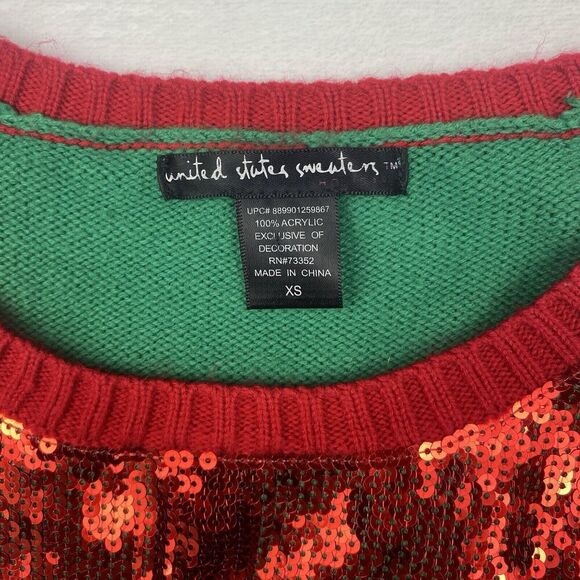 united states sweaters TM
UPC# 889901259867
100% ACRYLIC
EXCLUSIVE OF
DECORATION
RN#73352
MADE IN CHINA
XS